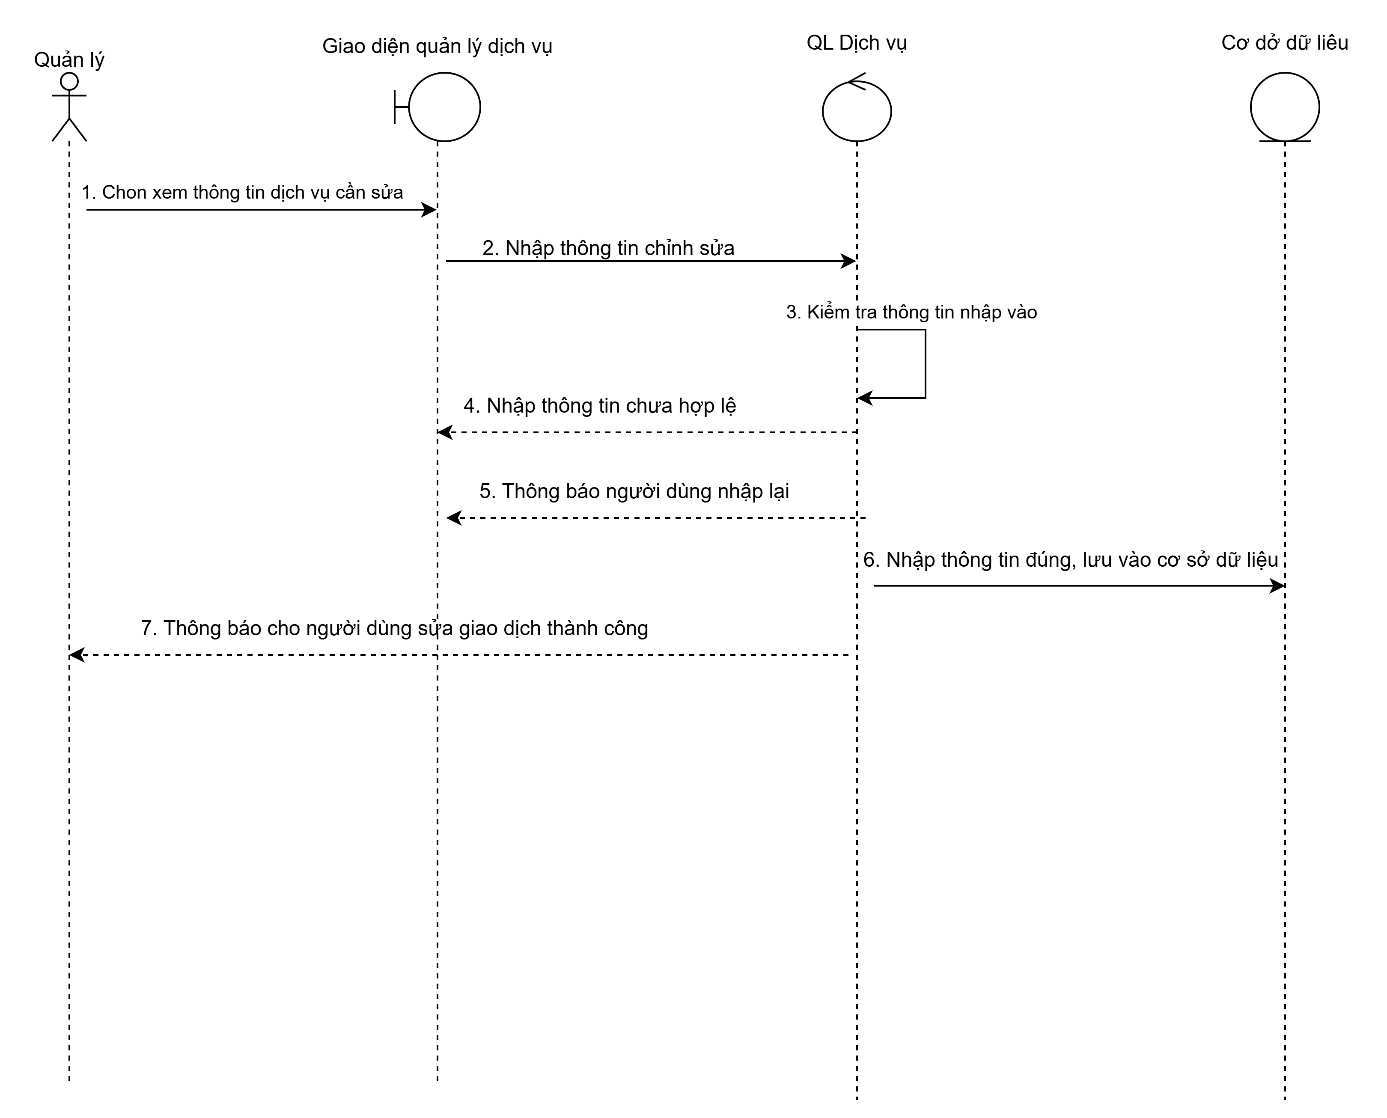 Quản lý
Giao diện quản lý dịch vụ
QL Dịch vụ
Cơ dở dữ liêu
1. Chon xem thông tin dịch vụ cần sửa
2. Nhập thông tin chỉnh sửa
3. Kiểm tra thông tin nhập vào
4. Nhập thông tin chưa hợp lệ
5. Thông báo người dùng nhập lại
6. Nhập thông tin đúng, lưu vào cơ sở dữ liệu
7. Thông báo cho người dùng sửa giao dịch thành công